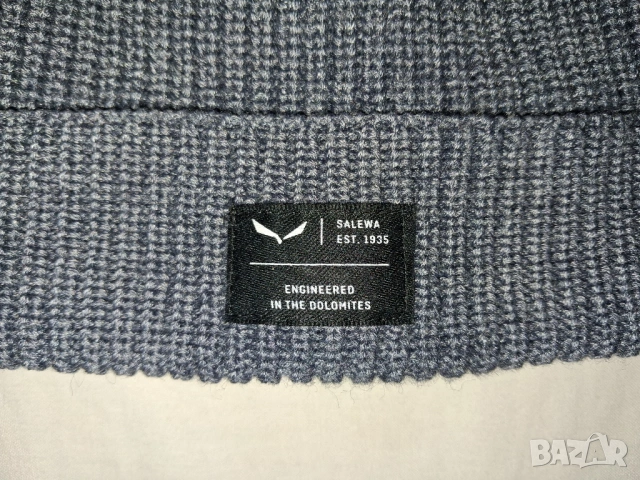 SALEWA
EST. 1935
ENGINEERED
IN THE DOLOMITES
BAZAR